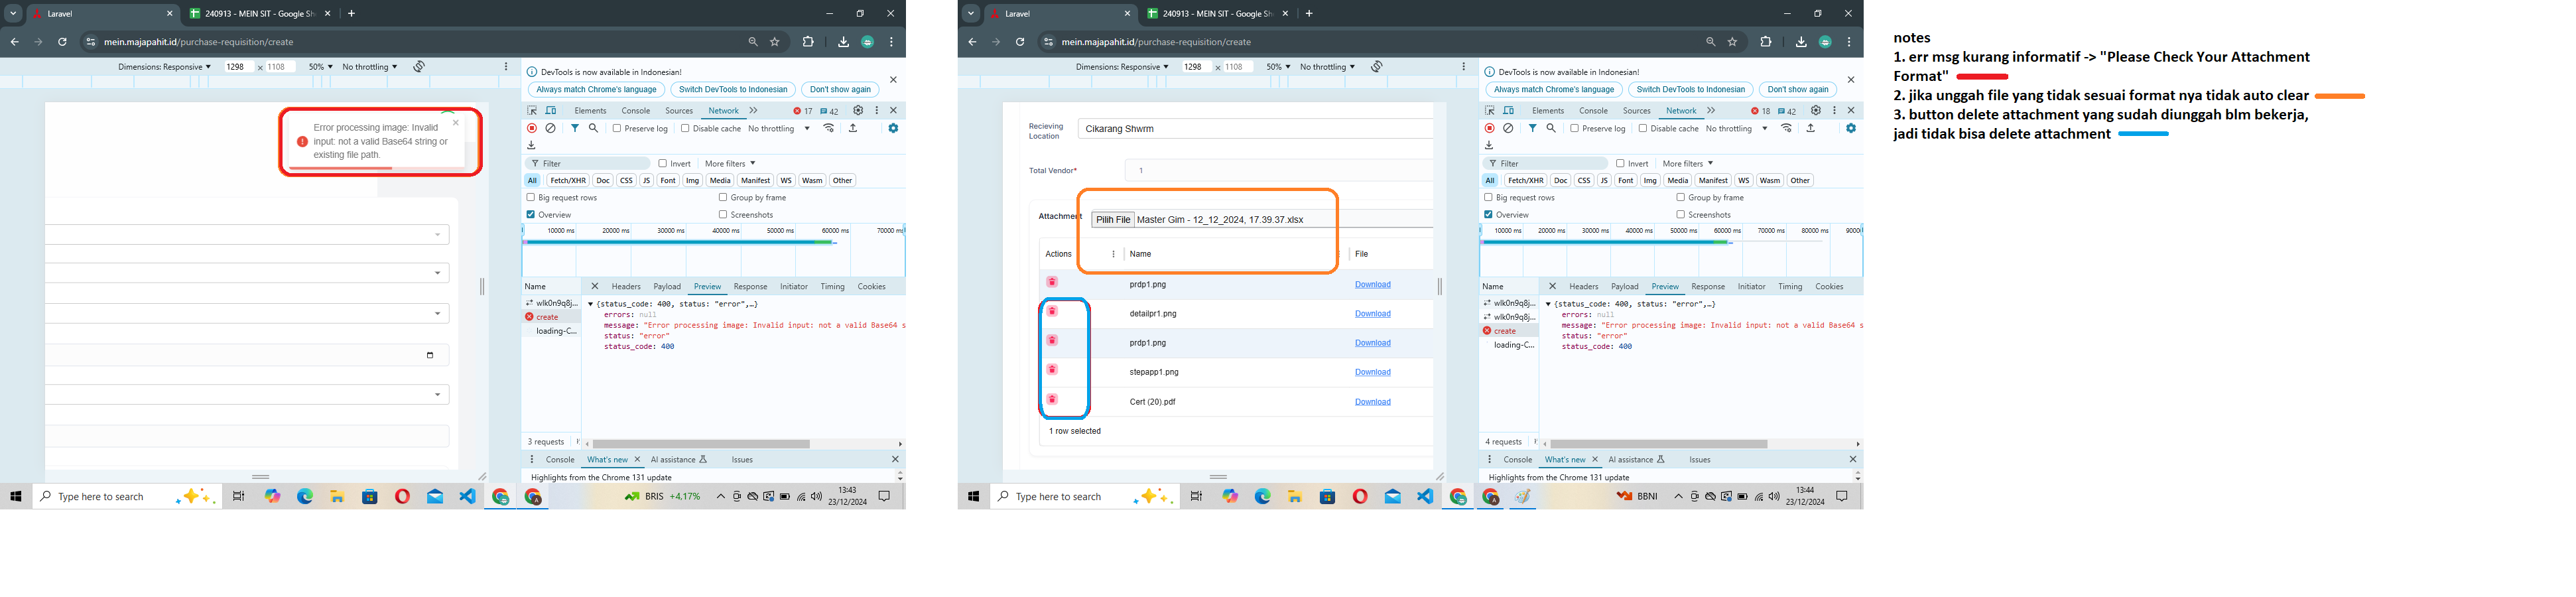 Laravel
240913 - MEIN SIT - Google Sh
mein.majapahit.id/purchase-requisition/create
Dimensions: Responsive
1298
×
1108
50%
No throttling
DevTools is now available in Indonesian!
Always match Chrome's language
Switch DevTools to Indonesian
Don't show again
Elements
Console
Sources
Network
17
42
Preserve log
Disable cache
No throttling
Filter
Invert
More filters
All
Fetch/XHR
Doc
CSS
JS
Font
Img
Media
Manifest
WS
Wasm
Other
Big request rows
Group by frame
Overview
Screenshots
10000 ms
20000 ms
30000 ms
40000 ms
50000 ms
60000 ms
70000 ms
Error processing image: Invalid
input: not a valid Base64 string or
existing file path.
Name
Headers
Payload
Preview
Response
Initiator
Timing
Cookies
wlk0n9q8j...
create
loading-C...
{status_code: 400, status: "error",…}
errors: null
message: "Error processing image: Invalid input: not a valid Base64 s
status: "error"
status_code: 400
3 requests
Console
What's new
AI assistance
Issues
Highlights from the Chrome 131 update
Type here to search
BRIS
+4,17%
13:43
23/12/2024
Laravel
240913 - MEIN SIT - Google Sh
mein.majapahit.id/purchase-requisition/create
Dimensions: Responsive
1298
×
1108
50%
No throttling
DevTools is now available in Indonesian!
Always match Chrome's language
Switch DevTools to Indonesian
Don't show again
Elements
Console
Sources
Network
18
42
Preserve log
Disable cache
No throttling
Filter
Invert
More filters
All
Fetch/XHR
Doc
CSS
JS
Font
Img
Media
Manifest
WS
Wasm
Other
Big request rows
Group by frame
Overview
Screenshots
10000 ms
20000 ms
30000 ms
40000 ms
50000 ms
60000 ms
70000 ms
80000 ms
9000
Recieving
Location
Cikarang Shwrm
Total Vendor*
1
Attachment
Pilih File
Master Gim - 12_12_2024, 17.39.37.xlsx
Actions
Name
File
prdp1.png
Download
detailpr1.png
Download
prdp1.png
Download
stepapp1.png
Download
Cert (20).pdf
Download
1 row selected
Name
Headers
Payload
Preview
Response
Initiator
Timing
Cookies
wlk0n9q8j...
wlk0n9q8j...
create
loading-C...
{status_code: 400, status: "error",…}
errors: null
message: "Error processing image: Invalid input: not a valid Base64 s
status: "error"
status_code: 400
4 requests
Console
What's new
AI assistance
Issues
Highlights from the Chrome 131 update
Type here to search
BBNI
13:44
23/12/2024
notes
1. err msg kurang informatif -> "Please Check Your Attachment
Format"
2. jika unggah file yang tidak sesuai format nya tidak auto clear
3. button delete attachment yang sudah diunggah blm bekerja,
jadi tidak bisa delete attachment